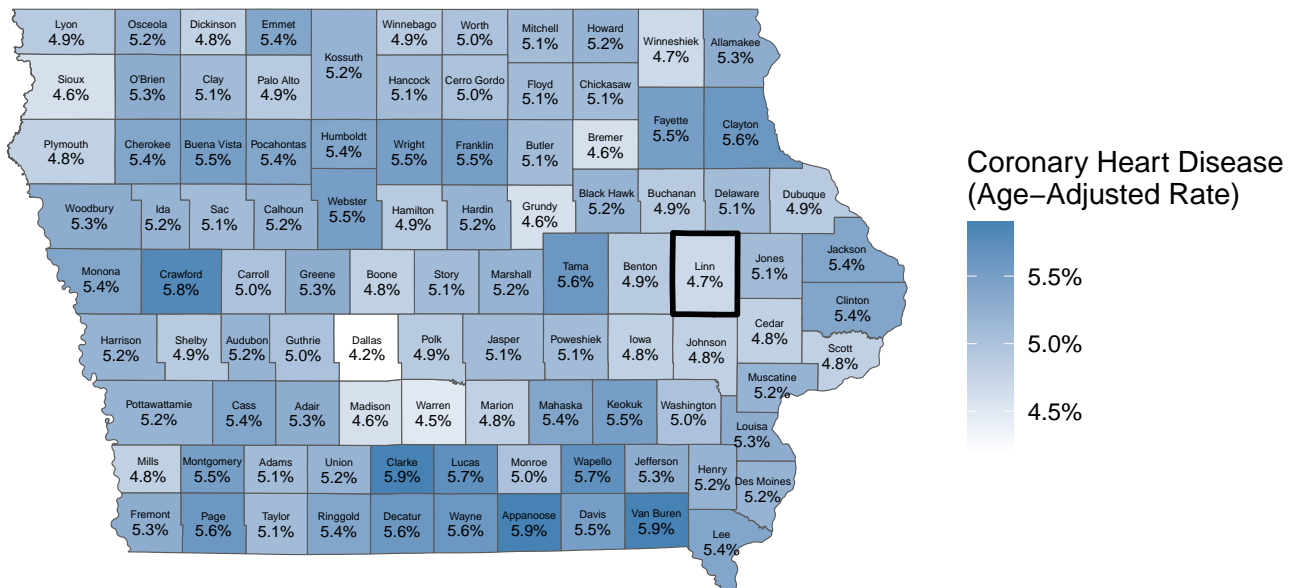 Lyon
4.9%
Osceola
5.2%
Dickinson
4.8%
Emmet
5.4%
Kossuth
5.2%
Winnebago
4.9%
Worth
5.0%
Mitchell
5.1%
Howard
5.2%
Winneshiek
4.7%
Allamakee
5.3%
Sioux
4.6%
O'Brien
5.3%
Clay
5.1%
Palo Alto
4.9%
Hancock
5.1%
Cerro Gordo
5.0%
Floyd
5.1%
Chickasaw
5.1%
Plymouth
4.8%
Cherokee
5.4%
Buena Vista
5.5%
Pocahontas
5.4%
Humboldt
5.4%
Wright
5.5%
Franklin
5.5%
Butler
5.1%
Bremer
4.6%
Fayette
5.5%
Clayton
5.6%
Woodbury
5.3%
Ida
5.2%
Sac
5.1%
Calhoun
5.2%
Webster
5.5%
Hamilton
4.9%
Hardin
5.2%
Grundy
4.6%
Black Hawk
5.2%
Buchanan
4.9%
Delaware
5.1%
Dubuque
4.9%
Monona
5.4%
Crawford
5.8%
Carroll
5.0%
Greene
5.3%
Boone
4.8%
Story
5.1%
Marshall
5.2%
Tama
5.6%
Benton
4.9%
Linn
4.7%
Jones
5.1%
Jackson
5.4%
Clinton
5.4%
Harrison
5.2%
Shelby
4.9%
Audubon
5.2%
Guthrie
5.0%
Dallas
4.2%
Polk
4.9%
Jasper
5.1%
Poweshiek
5.1%
Iowa
4.8%
Johnson
4.8%
Cedar
4.8%
Scott
4.8%
Muscatine
5.2%
Pottawattamie
5.2%
Cass
5.4%
Adair
5.3%
Madison
4.6%
Warren
4.5%
Marion
4.8%
Mahaska
5.4%
Keokuk
5.5%
Washington
5.0%
Louisa
5.3%
Mills
4.8%
Montgomery
5.5%
Adams
5.1%
Union
5.2%
Clarke
5.9%
Lucas
5.7%
Monroe
5.0%
Wapello
5.7%
Jefferson
5.3%
Henry
5.2%
Des Moines
5.2%
Fremont
5.3%
Page
5.6%
Taylor
5.1%
Ringgold
5.4%
Decatur
5.6%
Wayne
5.6%
Appanoose
5.9%
Davis
5.5%
Van Buren
5.9%
Lee
5.4%
Coronary Heart Disease
(Age−Adjusted Rate)
5.5%
5.0%
4.5%